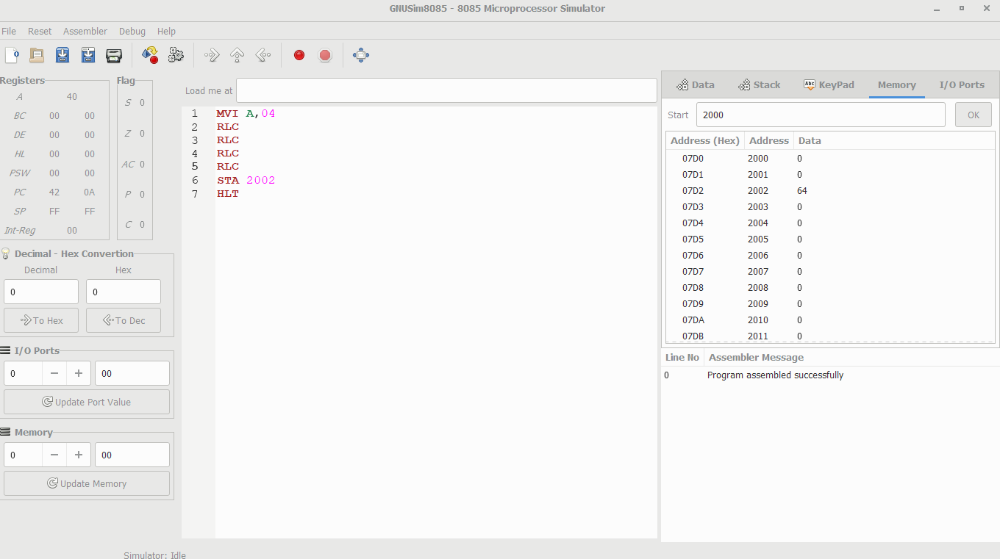 GNUSim8085 - 8085 Microprocessor Simulator
File Reset Assembler Debug Help
Registers
A 40
BC 00 00
DE 00 00
HL 00 00
PSW 00 00
PC 42 0A
SP FF FF
Int-Reg 00
Flag
S 0
Z 0
AC 0
P 0
C 0
Decimal - Hex Convertion
Decimal Hex
0 0
To Hex To Dec
I/O Ports
0 − + 00
Update Port Value
Memory
0 − + 00
Update Memory
Load me at
1 MVI A,04
2 RLC
3 RLC
4 RLC
5 RLC
6 STA 2002
7 HLT
Data Stack Abc KeyPad Memory I/O Ports
Start 2000 OK
Address (Hex) Address Data
07D0 2000 0
07D1 2001 0
07D2 2002 64
07D3 2003 0
07D4 2004 0
07D5 2005 0
07D6 2006 0
07D7 2007 0
07D8 2008 0
07D9 2009 0
07DA 2010 0
07DB 2011 0
Line No Assembler Message
0 Program assembled successfully
Simulator: Idle